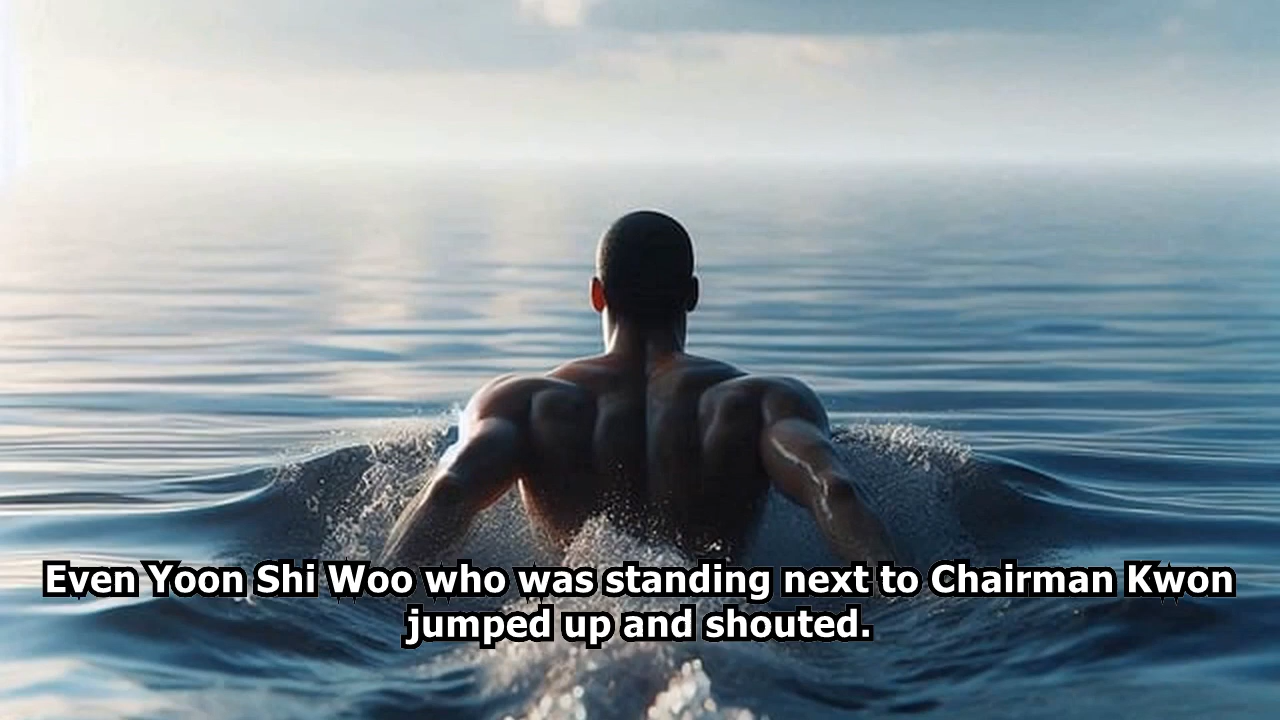 Even Yoon Shi Woo who was standing next to Chairman Kwon
jumped up and shouted.